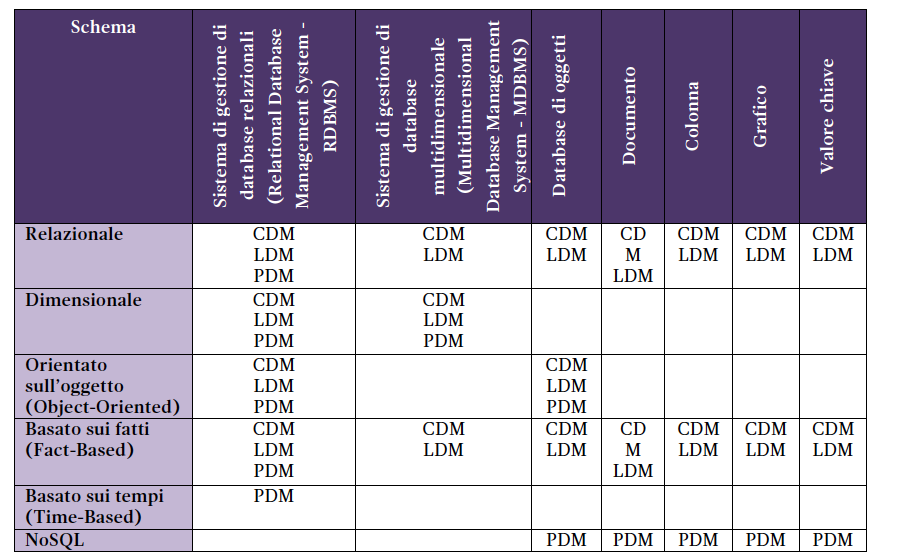 Schema
Sistema di gestione di
database relazionali
(Relational Database
Management System -
RDBMS)
Sistema di gestione di
database
multidimensionale
(Multidimensional
Database Management
System - MDBMS)
Database di oggetti
Documento
Colonna
Grafico
Valore chiave
Relazionale
CDM
LDM
PDM
CDM
LDM
CDM
LDM
CD
M
LDM
CDM
LDM
CDM
LDM
CDM
LDM
Dimensionale
CDM
LDM
PDM
CDM
LDM
PDM
Orientato
sull'oggetto
(Object-Oriented)
CDM
LDM
PDM
CDM
LDM
PDM
Basato sui fatti
(Fact-Based)
CDM
LDM
PDM
CDM
LDM
CDM
LDM
CD
M
LDM
CDM
LDM
CDM
LDM
CDM
LDM
Basato sui tempi
(Time-Based)
PDM
NoSQL
PDM
PDM
PDM
PDM
PDM